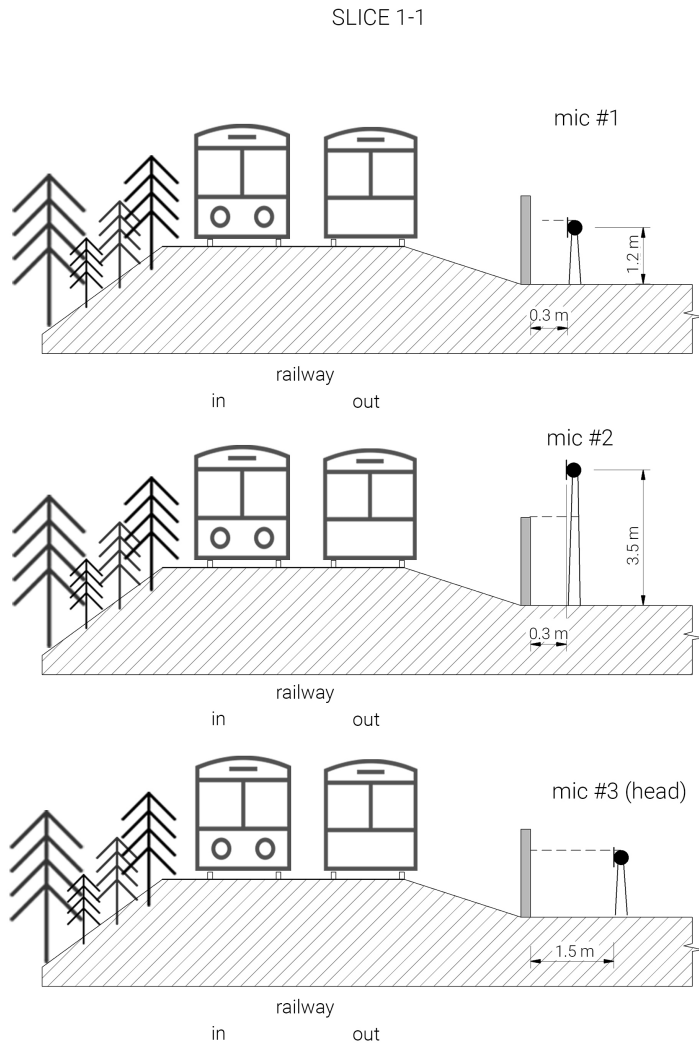 SLICE 1-1
mic #1
1.2 m
0.3 m
railway
in out
mic #2
3.5 m
0.3 m
railway
in out
mic #3 (head)
1.5 m
railway
in out